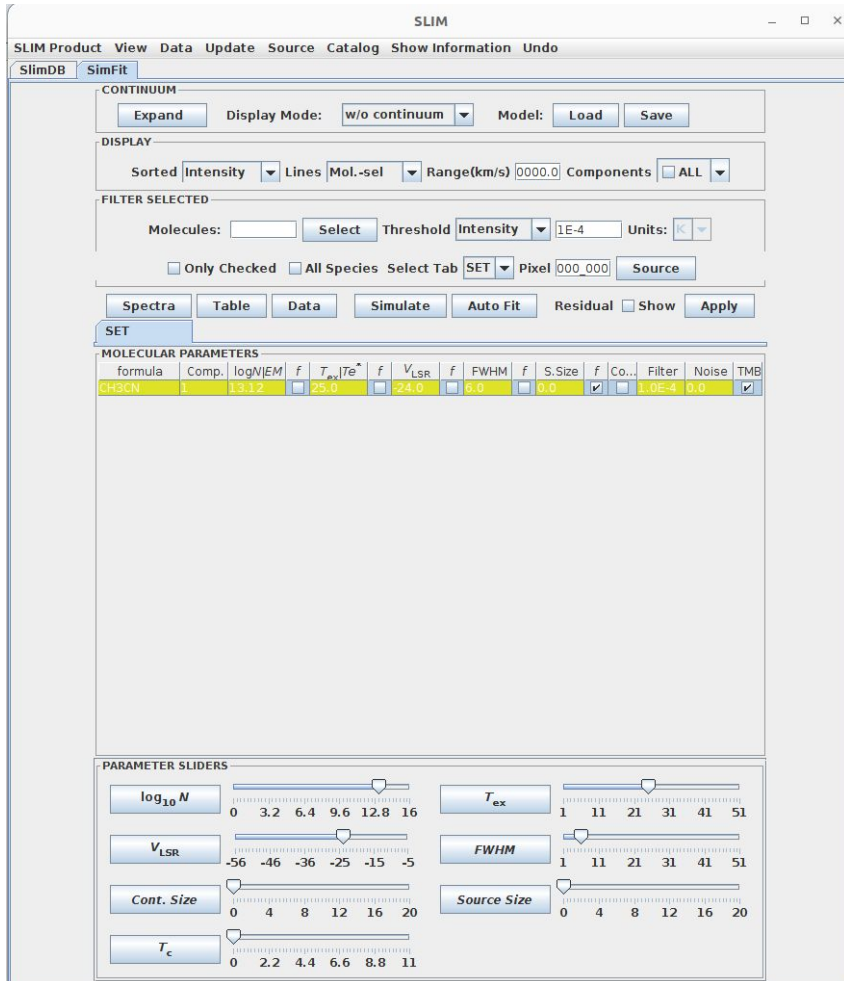 SLIM
SLIM Product View Data Update Source Catalog Show Information Undo
SlimDB SimFit
CONTINUUM
Expand Display Mode: w/o continuum Model: Load Save
DISPLAY
Sorted Intensity Lines Mol.-sel Range(km/s) 0000.0 Components ALL
FILTER SELECTED
Molecules: Select Threshold Intensity 1E-4 Units: K
Only Checked All Species Select Tab SET Pixel 000_000 Source
Spectra Table Data Simulate Auto Fit Residual Show Apply
SET
MOLECULAR PARAMETERS
formula Comp. logN|EM f Tex|Te* f VLSR f FWHM f S.Size f Co... Filter Noise TMB
CH3CN 1 13.12 25.0 -24.0 6.0 0.0 1.0E-4 0.0
PARAMETER SLIDERS
log10 N 0 3.2 6.4 9.6 12.8 16 Tex 1 11 21 31 41 51
VLSR -56 -46 -36 -25 -15 -5 FWHM 1 11 21 31 41 51
Cont. Size 0 4 8 12 16 20 Source Size 0 4 8 12 16 20
Tc 0 2.2 4.4 6.6 8.8 11